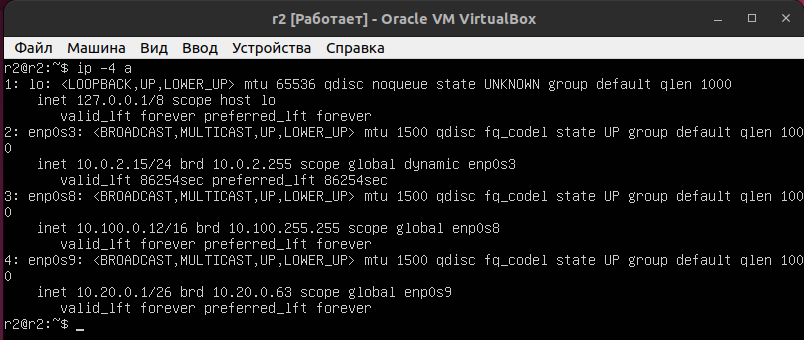 r2 [Работает] - Oracle VM VirtualBox
Файл Машина Вид Ввод Устройства Справка
r2@r2:~$ ip -4 a
1: lo: <LOOPBACK,UP,LOWER_UP> mtu 65536 qdisc noqueue state UNKNOWN group default qlen 1000
    inet 127.0.0.1/8 scope host lo
       valid_lft forever preferred_lft forever
2: enp0s3: <BROADCAST,MULTICAST,UP,LOWER_UP> mtu 1500 qdisc fq_codel state UP group default qlen 100
0
    inet 10.0.2.15/24 brd 10.0.2.255 scope global dynamic enp0s3
       valid_lft 86254sec preferred_lft 86254sec
3: enp0s8: <BROADCAST,MULTICAST,UP,LOWER_UP> mtu 1500 qdisc fq_codel state UP group default qlen 100
0
    inet 10.100.0.12/16 brd 10.100.255.255 scope global enp0s8
       valid_lft forever preferred_lft forever
4: enp0s9: <BROADCAST,MULTICAST,UP,LOWER_UP> mtu 1500 qdisc fq_codel state UP group default qlen 100
0
    inet 10.20.0.1/26 brd 10.20.0.63 scope global enp0s9
       valid_lft forever preferred_lft forever
r2@r2:~$ _